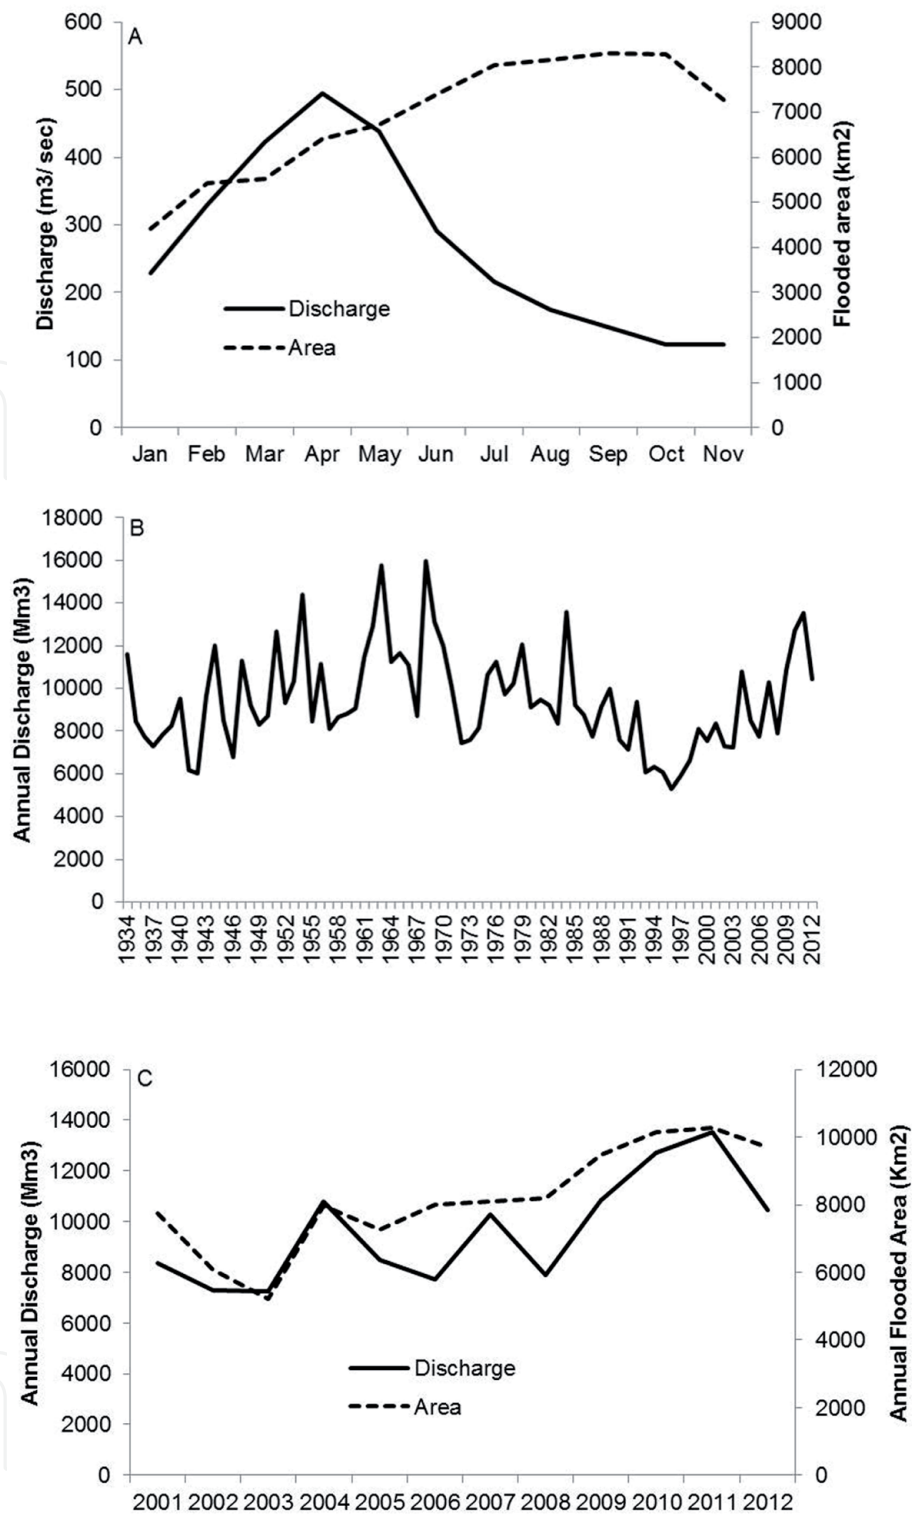 A
Discharge (m3/ sec)
600
500
400
300
200
100
0
Flooded area (km2)
9000
8000
7000
6000
5000
4000
3000
2000
1000
0
Discharge
Area
Jan Feb Mar Apr May Jun Jul Aug Sep Oct Nov
B
Annual Discharge (Mm3)
18000
16000
14000
12000
10000
8000
6000
4000
2000
0
1934 1937 1940 1943 1946 1949 1952 1955 1958 1961 1964 1967 1970 1973 1976 1979 1982 1985 1988 1991 1994 1997 2000 2003 2006 2009 2012
C
Annual Discharge (Mm3)
16000
14000
12000
10000
8000
6000
4000
2000
0
Annual Flooded Area (Km2)
12000
10000
8000
6000
4000
2000
0
Discharge
Area
2001 2002 2003 2004 2005 2006 2007 2008 2009 2010 2011 2012